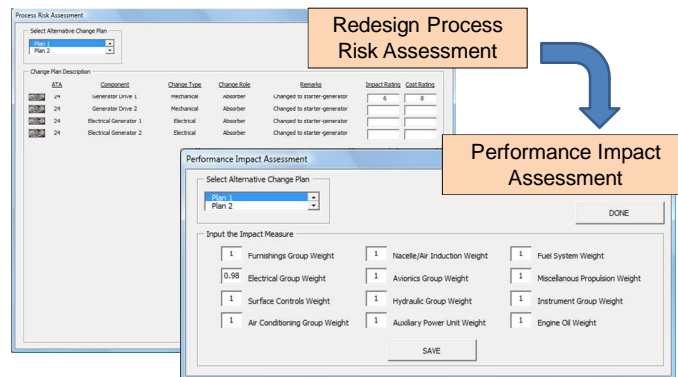 Process Risk Assessment
Redesign Process
Risk Assessment
Select Alternative Change Plan
Plan 1
Plan 2
Change Plan Description
ATA Component Change Type Change Role Remarks Impact Rating Cost Rating
24 Generator Drive 1 Mechanical Absorber Changed to starter-generator 6 8
24 Generator Drive 2 Mechanical Absorber Changed to starter-generator
24 Electrical Generator 1 Electrical Absorber Changed to starter-generator
24 Electrical Generator 2 Electrical Absorber Changed to starter-generator
Performance Impact Assessment
Performance Impact
Assessment
Select Alternative Change Plan
Plan 1
Plan 2
DONE
Input the Impact Measure
1 Furnishings Group Weight 1 Nacelle/Air Induction Weight 1 Fuel System Weight
0.98 Electrical Group Weight 1 Avionics Group Weight 1 Miscellanous Propulsion Weight
1 Surface Controls Weight 1 Hydraulic Group Weight 1 Instrument Group Weight
1 Air Conditioning Group Weight 1 Auxiliary Power Unit Weight 1 Engine Oil Weight
SAVE